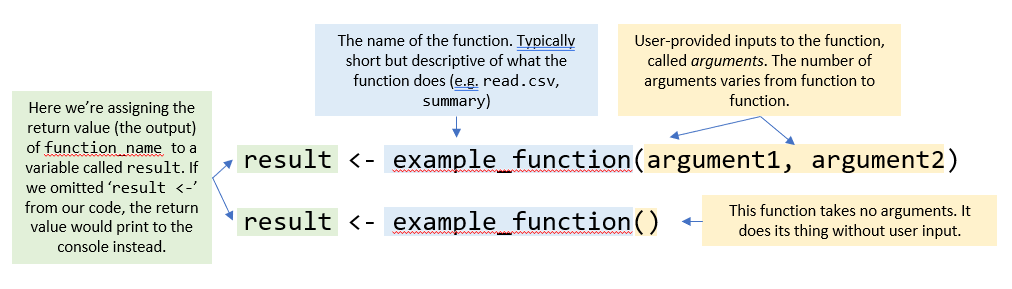 The name of the function. Typically
short but descriptive of what the
function does (e.g. read.csv,
summary)
User-provided inputs to the function,
called arguments. The number of
arguments varies from function to
function.
Here we’re assigning the
return value (the output)
of function_name to a
variable called result. If
we omitted ‘result <-’
from our code, the return
value would print to the
console instead.
result <- example_function(argument1, argument2)
result <- example_function()
This function takes no arguments. It
does its thing without user input.